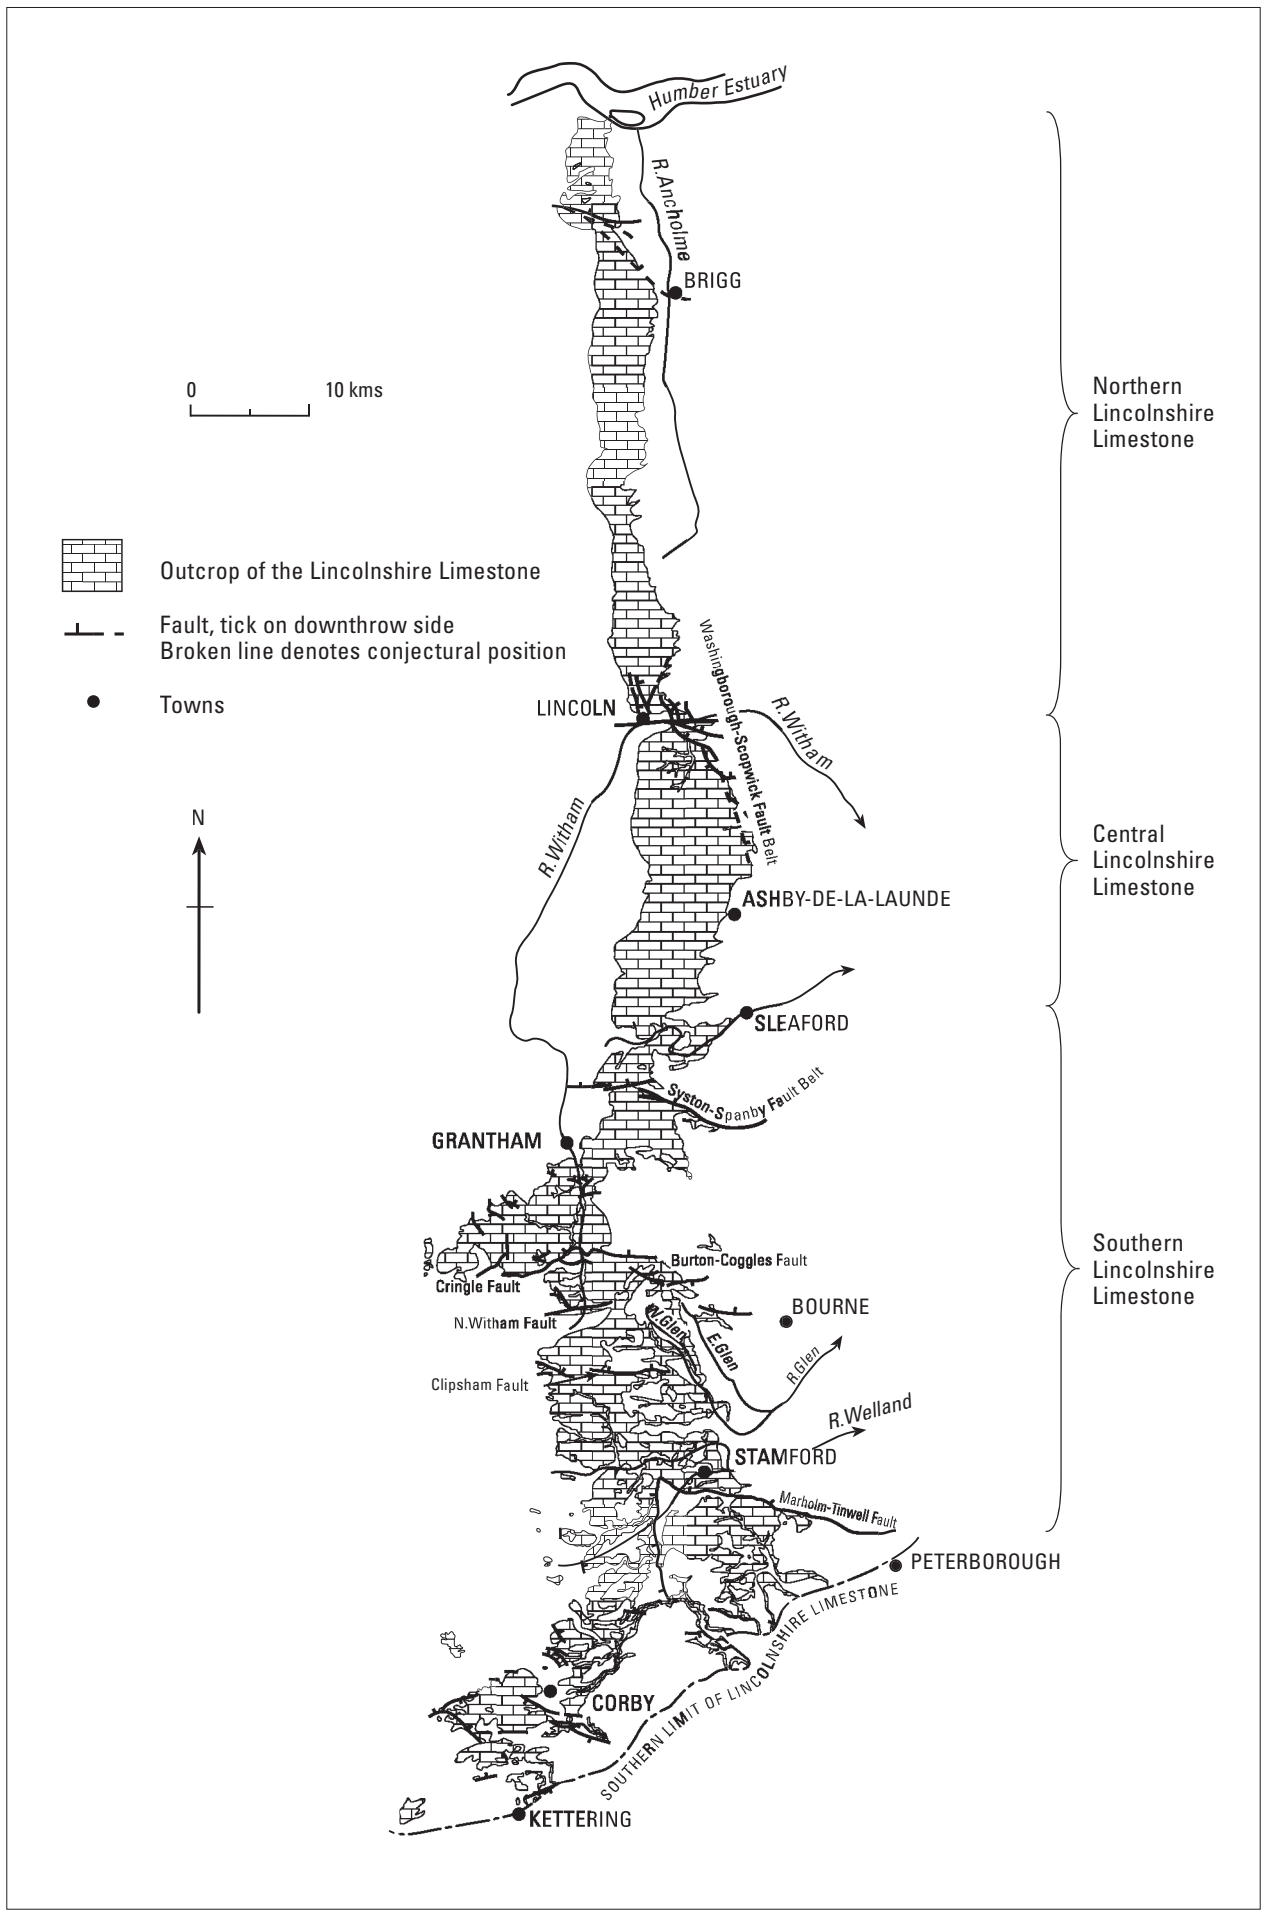 Humber Estuary
R.Ancholme
BRIGG
0 10 kms
Northern
Lincolnshire
Limestone
Outcrop of the Lincolnshire Limestone
Fault, tick on downthrow side
Broken line denotes conjectural position
Towns
Washingborough-Scopwick Fault Belt
LINCOLN
R.Witham
R.Witham
N
Central
Lincolnshire
Limestone
ASHBY-DE-LA-LAUNDE
SLEAFORD
Syston-Spanby Fault Belt
GRANTHAM
Burton-Coggles Fault
Cringle Fault
Southern
Lincolnshire
Limestone
N.Witham Fault
W.Glen
E.Glen
BOURNE
R.Glen
Clipsham Fault
R.Welland
STAMFORD
Marholm-Tinwell Fault
PETERBOROUGH
SOUTHERN LIMIT OF LINCOLNSHIRE LIMESTONE
CORBY
KETTERING